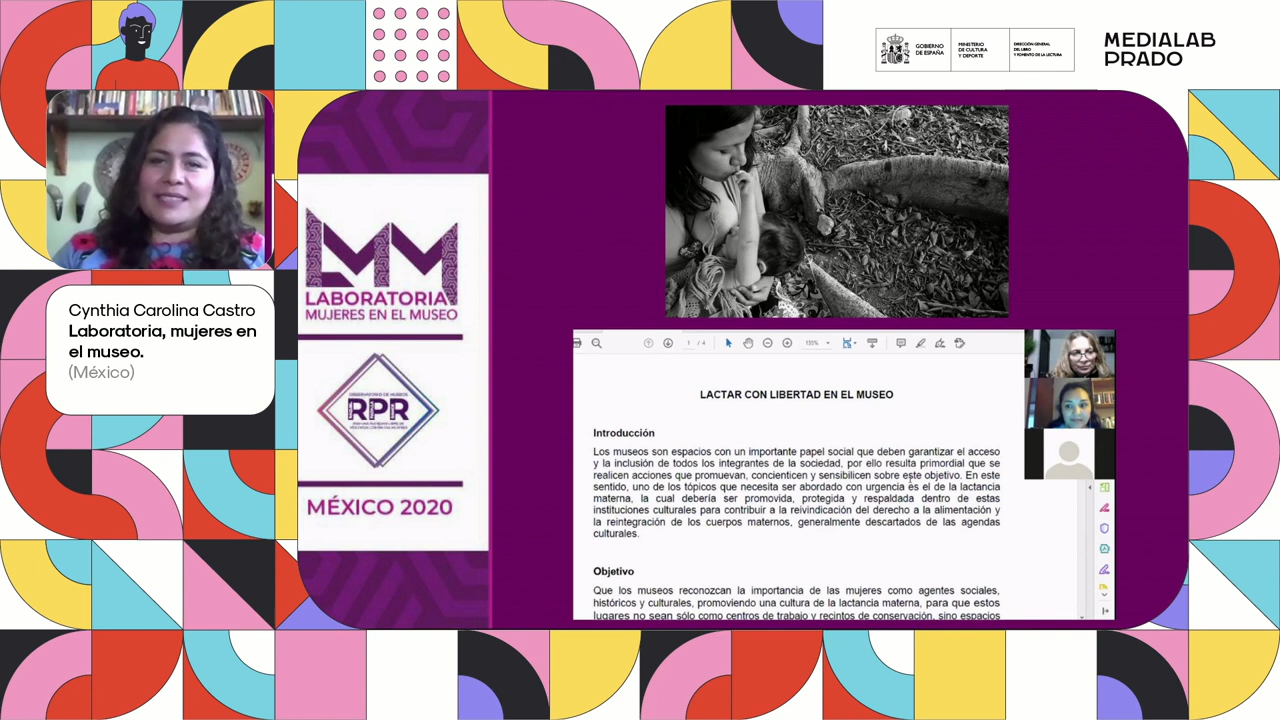 GOBIERNO
DE ESPAÑA
MINISTERIO
DE CULTURA
Y DEPORTE
DIRECCIÓN GENERAL
DEL LIBRO
Y FOMENTO DE LA LECTURA
MEDIALAB
PRADO
Cynthia Carolina Castro
Laboratoria, mujeres en
el museo.
(México)
LMM
LABORATORIA
MUJERES EN EL MUSEO
RPR
MÉXICO 2020
1 / 4
LACTAR CON LIBERTAD EN EL MUSEO
Introducción
Los museos son espacios con un importante papel social que deben garantizar el acceso
y la inclusión de todos los integrantes de la sociedad, por ello resulta primordial que se
realicen acciones que promuevan, concienticen y sensibilicen sobre este objetivo. En este
sentido, uno de los tópicos que necesita ser abordado con urgencia es el de la lactancia
materna, la cual debería ser promovida, protegida y respaldada dentro de estas
instituciones culturales para contribuir a la reivindicación del derecho a la alimentación y
la reintegración de los cuerpos maternos, generalmente descartados de las agendas
culturales.
Objetivo
Que los museos reconozcan la importancia de las mujeres como agentes sociales,
históricos y culturales, promoviendo una cultura de la lactancia materna, para que estos
lugares no sean sólo como centros de trabajo y recintos de conservación, sino espacios